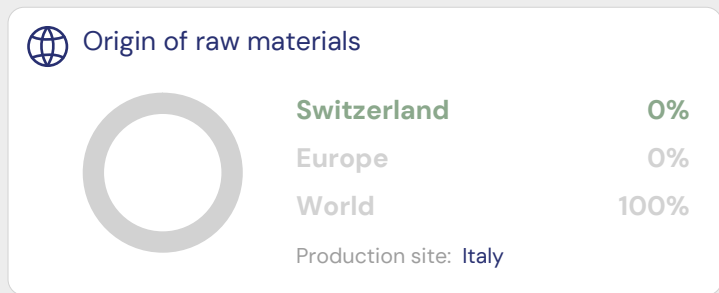 Origin of raw materials
Switzerland 0%
Europe 0%
World 100%
Production site: Italy